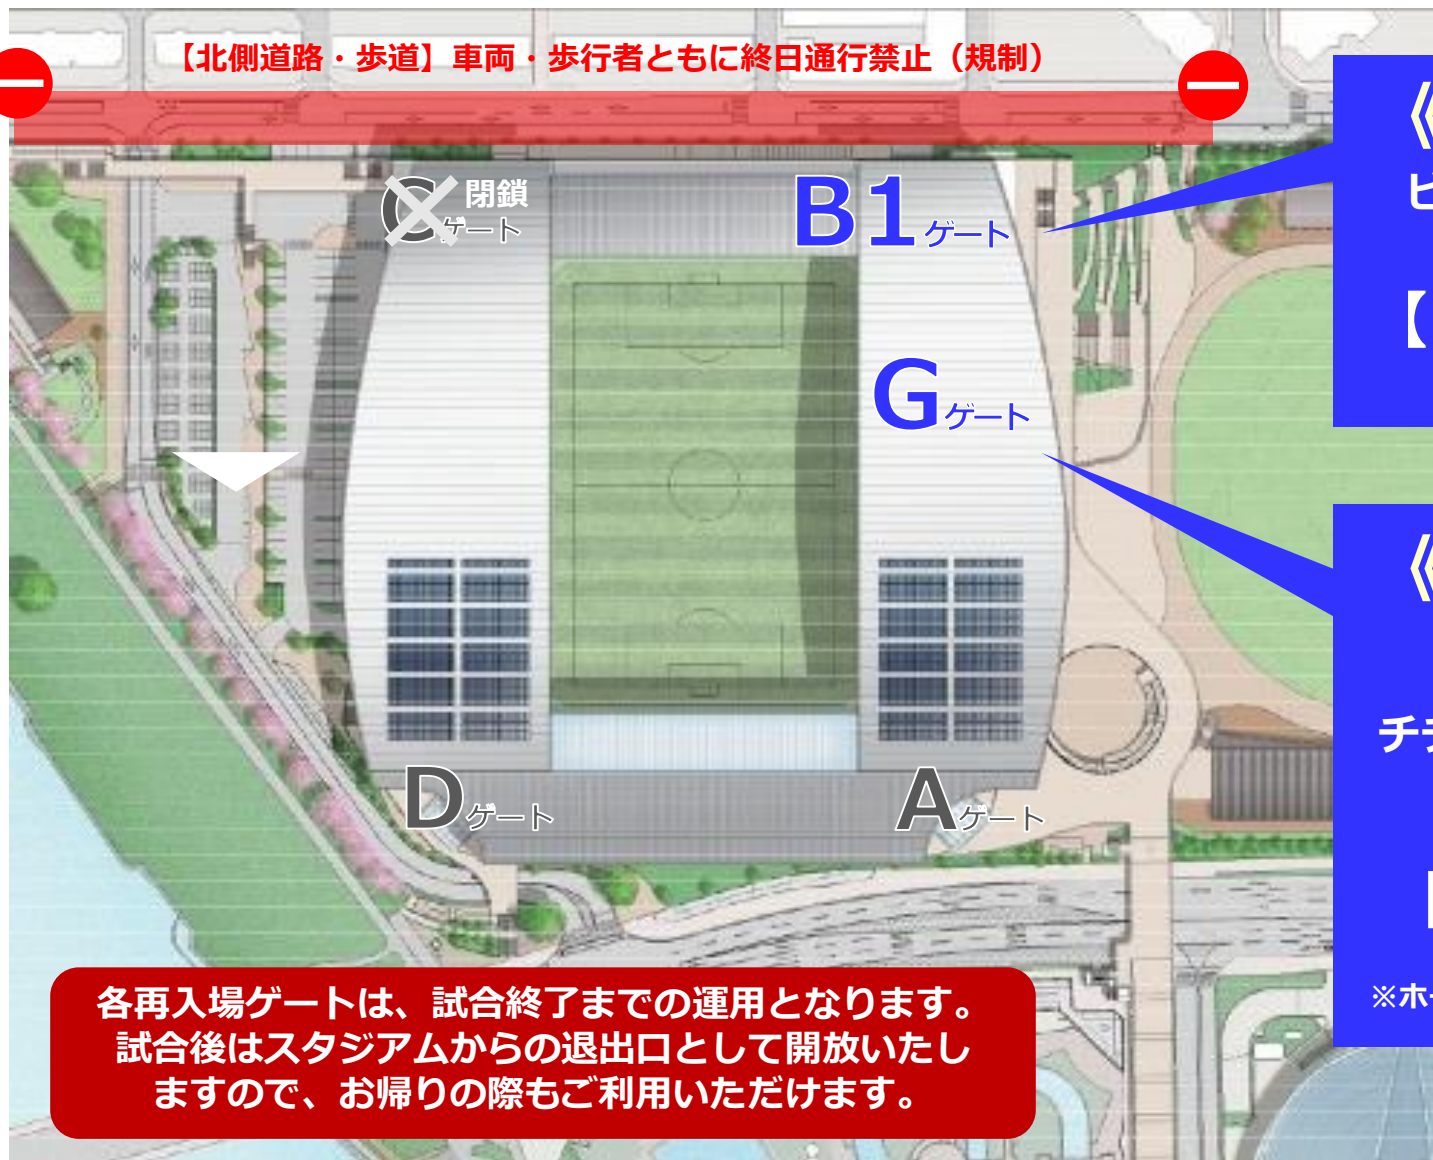 【北側道路・歩道】車両・歩行者ともに終日通行禁止（規制）
《
ビ
【
C 閉鎖
ゲート
B1ゲート
Gゲート
《
チ
Dゲート
Aゲート
※ホ
各再入場ゲートは、試合終了までの運用となります。
試合後はスタジアムからの退出口として開放いたし
ますので、お帰りの際もご利用いただけます。